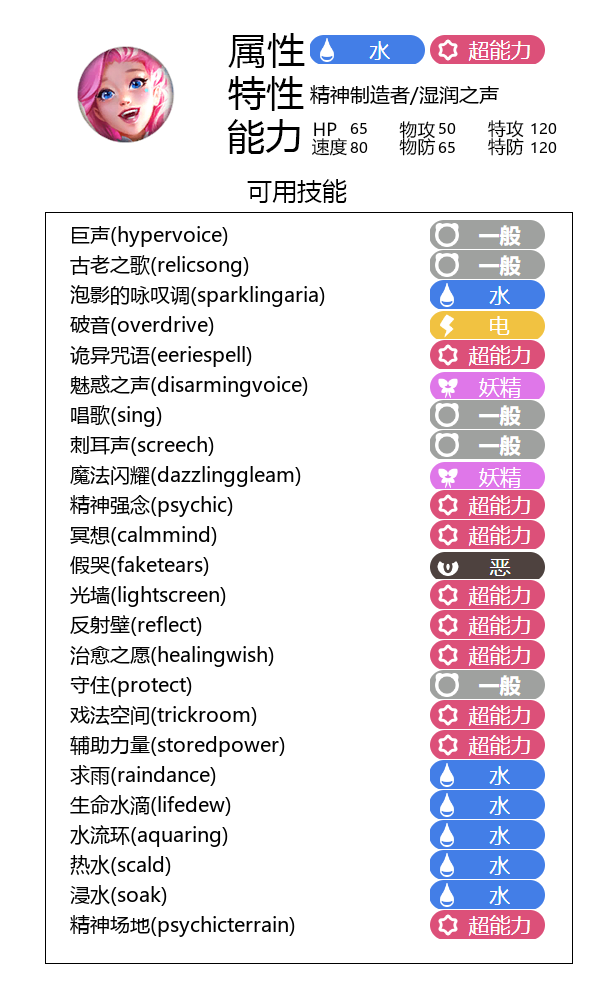 属性 水 超能力
特性 精神制造者/湿润之声
能力 HP 65 物攻 50 特攻 120
速度 80 物防 65 特防 120
可用技能
巨声(hypervoice) 一般
古老之歌(relicsong) 一般
泡影的咏叹调(sparklingaria) 水
破音(overdrive) 电
诡异咒语(eeriespell) 超能力
魅惑之声(disarmingvoice) 妖精
唱歌(sing) 一般
刺耳声(screech) 一般
魔法闪耀(dazzlinggleam) 妖精
精神强念(psychic) 超能力
冥想(calmmind) 超能力
假哭(faketears) 恶
光墙(lightscreen) 超能力
反射壁(reflect) 超能力
治愈之愿(healingwish) 超能力
守住(protect) 一般
戏法空间(trickroom) 超能力
辅助力量(storedpower) 超能力
求雨(raindance) 水
生命水滴(lifedew) 水
水流环(aquaring) 水
热水(scald) 水
浸水(soak) 水
精神场地(psychicterrain) 超能力